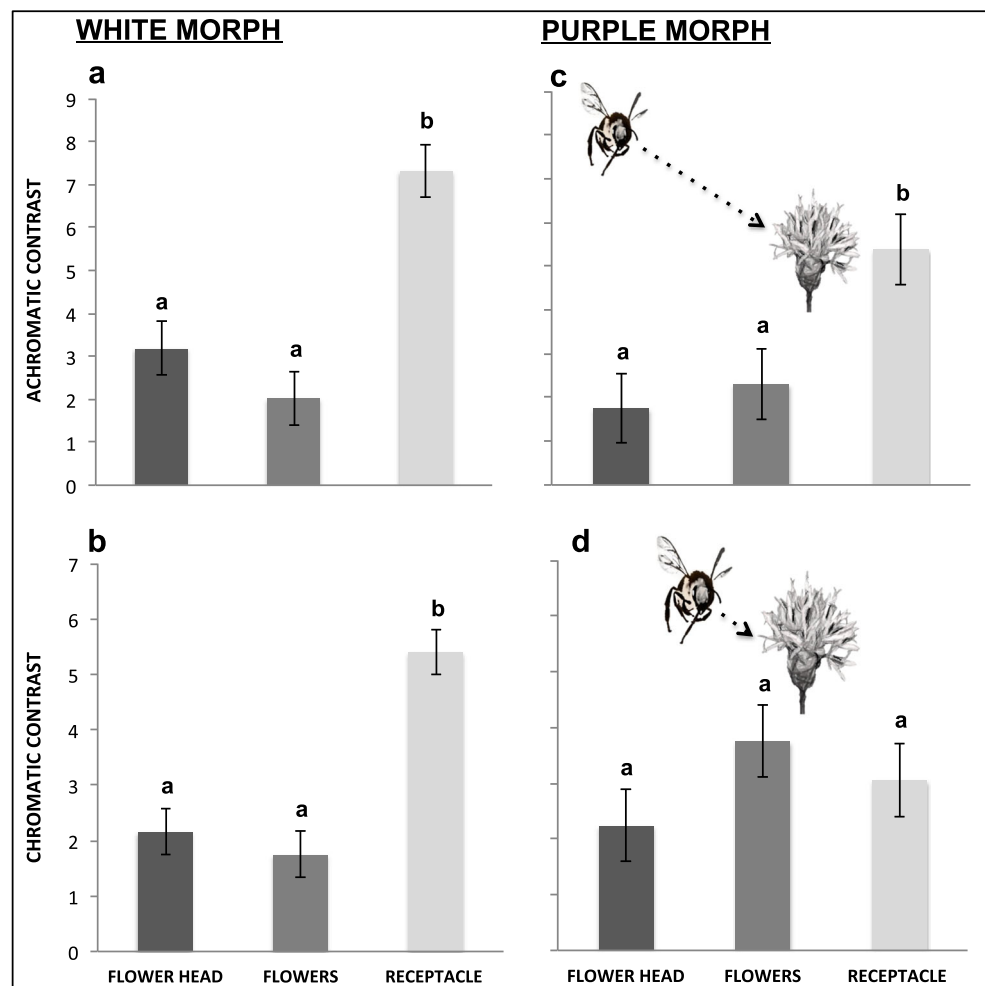 WHITE MORPH
PURPLE MORPH
a
ACHROMATIC CONTRAST
9
8
7
6
5
4
3
2
1
0
a
a
b
c
a
a
b
b
CHROMATIC CONTRAST
7
6
5
4
3
2
1
0
a
a
b
FLOWER HEAD
FLOWERS
RECEPTACLE
d
a
a
a
FLOWER HEAD
FLOWERS
RECEPTACLE